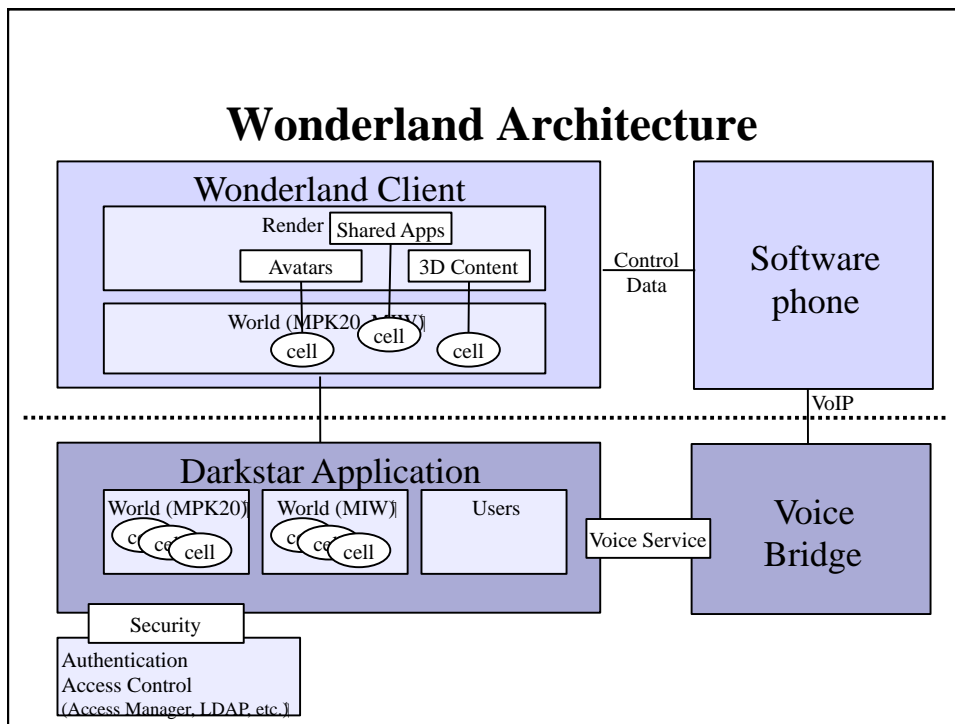 Wonderland Architecture
Wonderland Client
Render
Shared Apps
Avatars
3D Content
World (MPK20, MIW)
cell
cell
cell
Control
Data
Software
phone
VoIP
Darkstar Application
World (MPK20)
cell
World (MIW)
cell
Users
Voice Service
Voice
Bridge
Security
Authentication
Access Control
(Access Manager, LDAP, etc.)